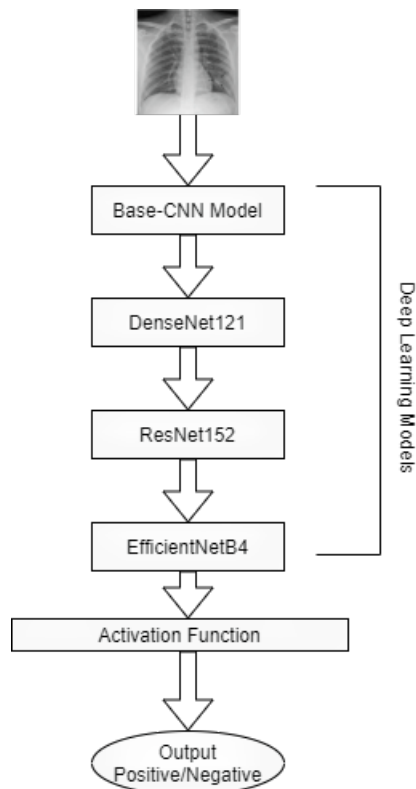 Base-CNN Model
DenseNet121
ResNet152
EfficientNetB4
Deep Learning Models
Activation Function
Output
Positive/Negative